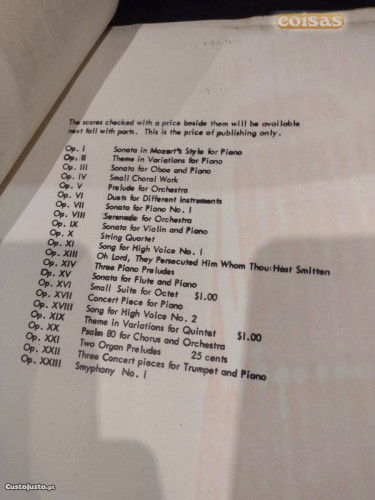 coisas
The scores checked with a price beside them will be available
next fall with parts. This is the price of publishing only.
Op. I Sonata in Mozart's Style for Piano
Op. II Theme in Variations for Piano
Op. III Sonata for Oboe and Piano
Op. IV Small Choral Work
Op. V Prelude for Orchestra
Op. VI Duets for Different Instruments
Op. VII Sonata for Piano No. 1
Op. VIII Serenade for Orchestra
Op. IX Sonata for Violin and Piano
Op. X String Quartet
Op. XI Song for High Voice No. 1
Op. XIII Oh Lord, They Persecuted Him Whom Thou Hast Smitten
Op. XIV Three Piano Preludes
Op. XV Sonata for Flute and Piano
Op. XVI Small Suite for Octet $1.00
Op. XVII Concert Piece for Piano
Op. XVIII Song for High Voice No. 2
Op. XIX Theme in Variations for Quintet $1.00
Op. XX Psalm 80 for Chorus and Orchestra
Op. XXI Two Organ Preludes 25 cents
Op. XXII Three Concert pieces for Trumpet and Piano
Op. XXIII Smyphony No. 1
CustoJusto.pt